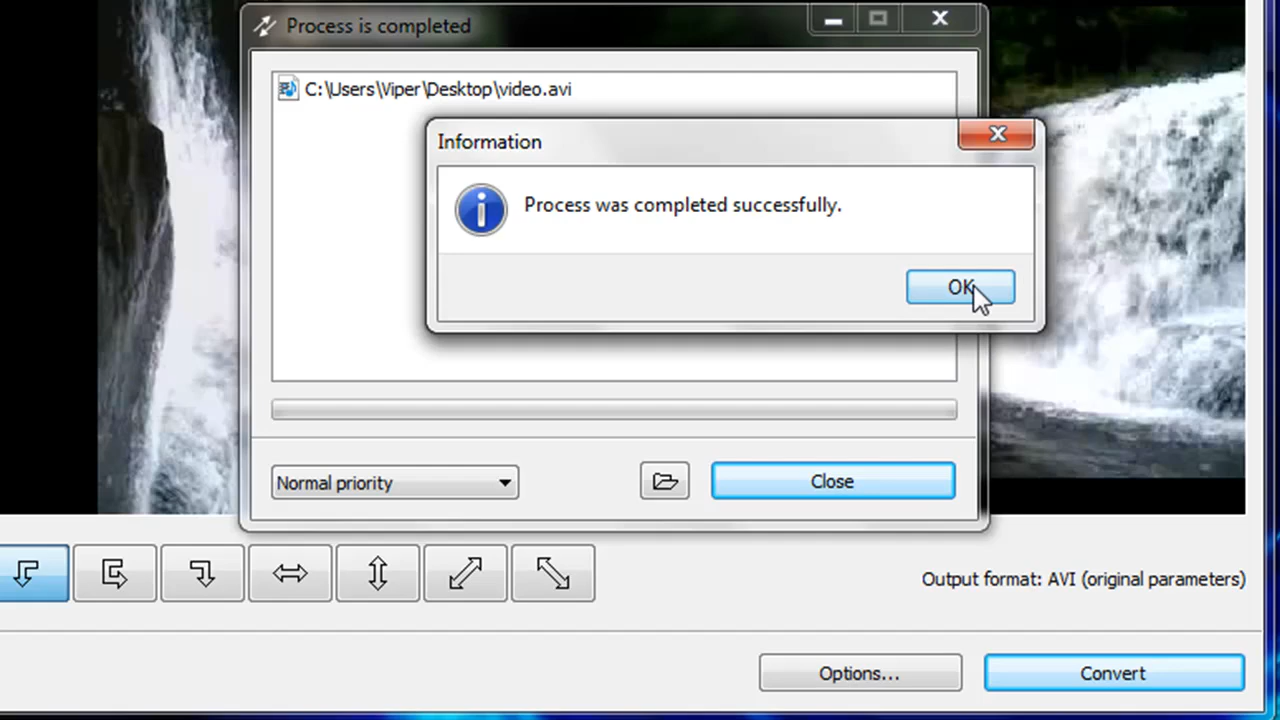 Process is completed
C:\Users\Viper\Desktop\video.avi
Information
Process was completed successfully.
OK
Normal priority
Close
Output format: AVI (original parameters)
Options...
Convert